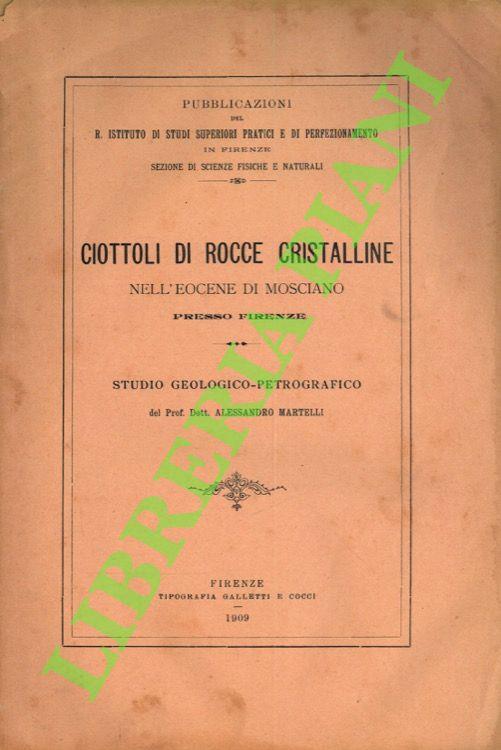 PUBBLICAZIONI
DEL
R. ISTITUTO DI STUDI SUPERIORI PRATICI E DI PERFEZIONAMENTO
IN FIRENZE
SEZIONE DI SCIENZE FISICHE E NATURALI
CIOTTOLI DI ROCCE CRISTALLINE
NELL'EOCENE DI MOSCIANO
PRESSO FIRENZE
STUDIO GEOLOGICO-PETROGRAFICO
del Prof. Dott. ALESSANDRO MARTELLI
FIRENZE
TIPOGRAFIA GALLETTI E COCCI
1909
LIBRERIA PIANI